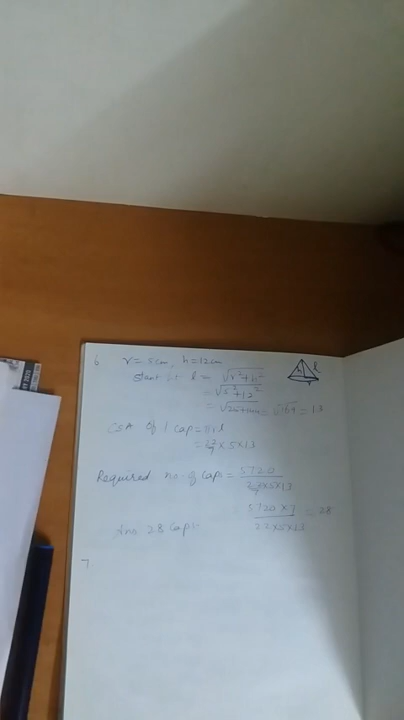 6 r = 5cm, h = 12cm
slant ht l = √r²+h²
l
= √5²+12²
= √25+144 = √169 = 13
CSA of 1 cap = πrl
= 22/7 × 5 × 13
Required no. of caps = 5720 / 22/7×5×13
= 5720 × 7 / 22×5×13 = 28
Ans 28 caps.
7